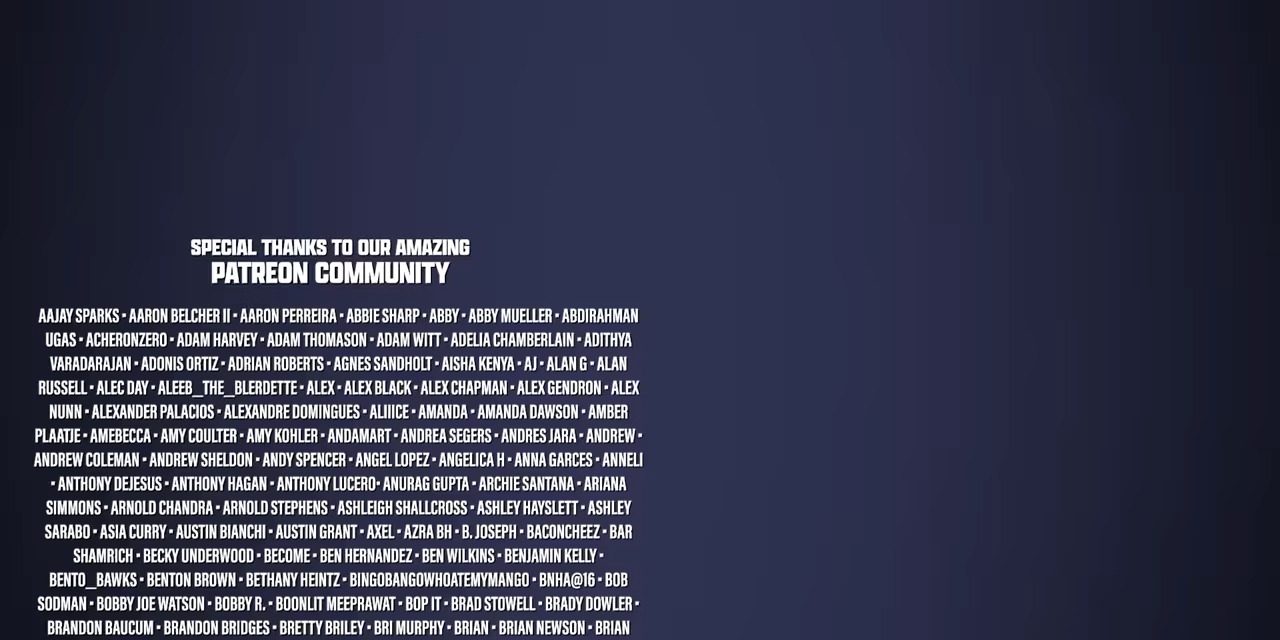 SPECIAL THANKS TO OUR AMAZING
PATREON COMMUNITY
AAJAY SPARKS • AARON BELCHER II • AARON PERREIRA • ABBIE SHARP • ABBY • ABBY MUELLER • ABDIRAHMAN
UGAS • ACHERONZERO • ADAM HARVEY • ADAM THOMASON • ADAM WITT • ADELIA CHAMBERLAIN • ADITHYA
VARADARAJAN • ADONIS ORTIZ • ADRIAN ROBERTS • AGNES SANDHOLT • AISHA KENYA • AJ • ALAN G • ALAN
RUSSELL • ALEC DAY • ALEEB_THE_BLERDETTE • ALEX • ALEX BLACK • ALEX CHAPMAN • ALEX GENDRON • ALEX
NUNN • ALEXANDER PALACIOS • ALEXANDRE DOMINGUES • ALIIICE • AMANDA • AMANDA DAWSON • AMBER
PLAATJE • AMEBECCA • AMY COULTER • AMY KOHLER • ANDAMART • ANDREA SEGERS • ANDRES JARA • ANDREW •
ANDREW COLEMAN • ANDREW SHELDON • ANDY SPENCER • ANGEL LOPEZ • ANGELICA H • ANNA GARCES • ANNELI
• ANTHONY DEJESUS • ANTHONY HAGAN • ANTHONY LUCERO• ANURAG GUPTA • ARCHIE SANTANA • ARIANA
SIMMONS • ARNOLD CHANDRA • ARNOLD STEPHENS • ASHLEIGH SHALLCROSS • ASHLEY HAYSLETT • ASHLEY
SARABO • ASIA CURRY • AUSTIN BIANCHI • AUSTIN GRANT • AXEL • AZRA BH • B. JOSEPH • BACONCHEEZ • BAR
SHAMRICH • BECKY UNDERWOOD • BECOME • BEN HERNANDEZ • BEN WILKINS • BENJAMIN KELLY •
BENTO_BAWKS • BENTON BROWN • BETHANY HEINTZ • BINGOBANGOWHOATEMYMANGO • BNHA@16 • BOB
SODMAN • BOBBY JOE WATSON • BOBBY R. • BOONLIT MEEPRAWAT • BOP IT • BRAD STOWELL • BRADY DOWLER •
BRANDON BAUCUM • BRANDON BRIDGES • BRETTY BRILEY • BRI MURPHY • BRIAN • BRIAN NEWSON • BRIAN